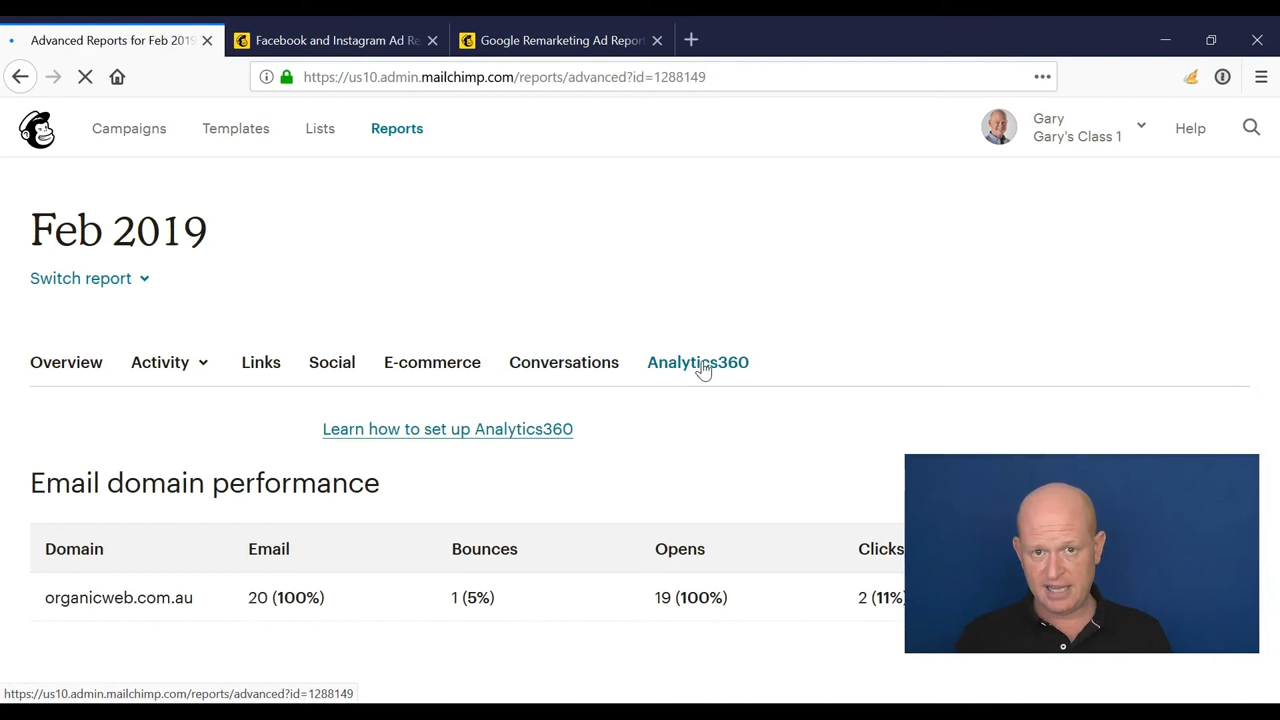 Advanced Reports for Feb 2019
Facebook and Instagram Ad Re
Google Remarketing Ad Repor
https://us10.admin.mailchimp.com/reports/advanced?id=1288149
Campaigns
Templates
Lists
Reports
Gary
Gary's Class 1
Help
Feb 2019
Switch report
Overview
Activity
Links
Social
E-commerce
Conversations
Analytics360
Learn how to set up Analytics360
Email domain performance
Domain Email Bounces Opens Clicks
organicweb.com.au 20 (100%) 1 (5%) 19 (100%) 2 (11%)
https://us10.admin.mailchimp.com/reports/advanced?id=1288149